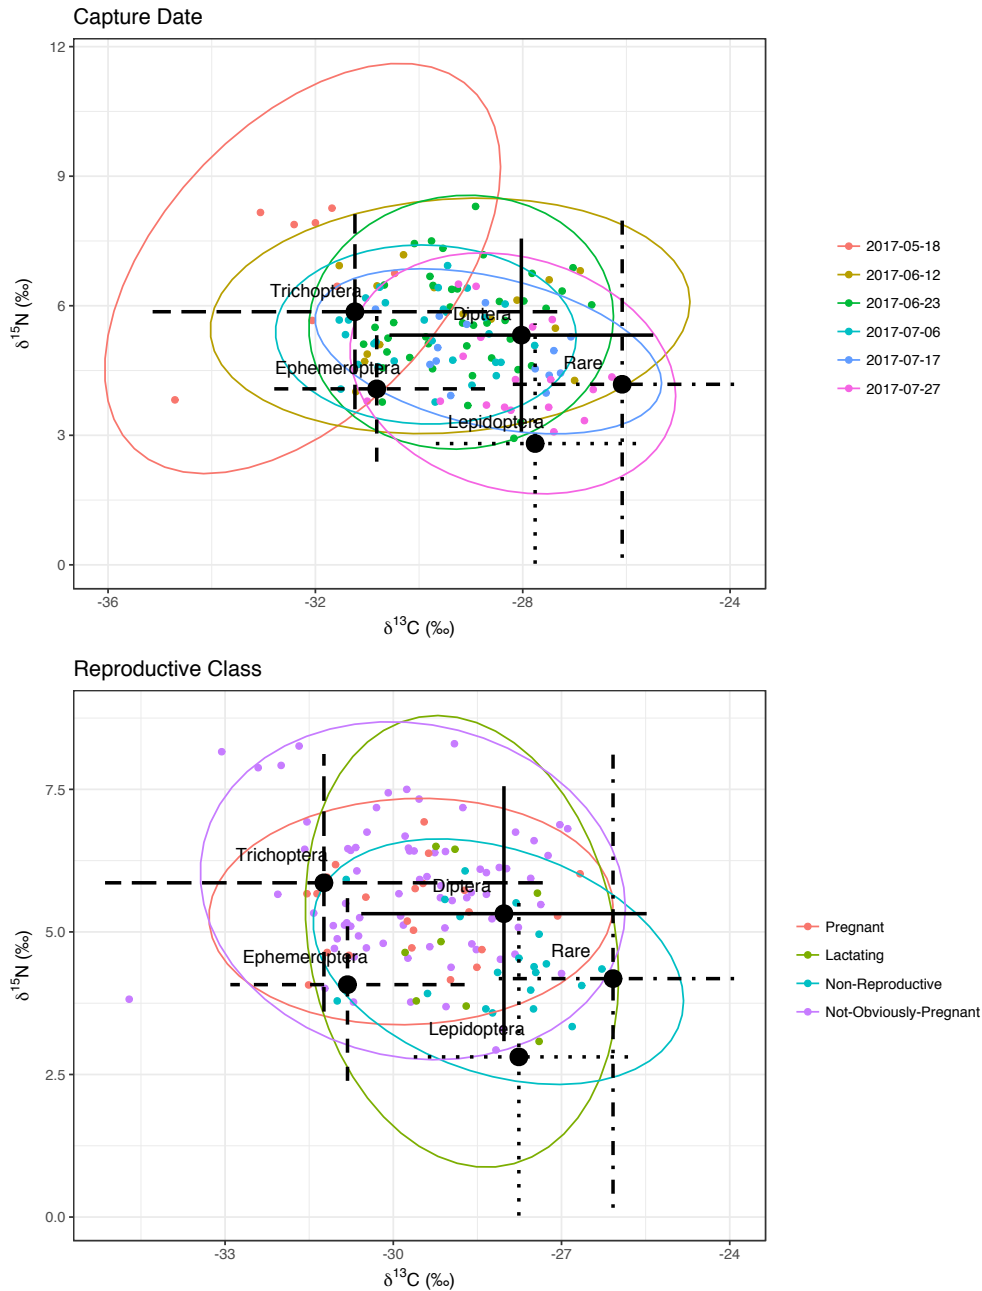 Capture Date
12
9
6
3
0
δ15N (‰)
Trichoptera
Diptera
Ephemeroptera
Rare
Lepidoptera
-36
-32
-28
-24
δ13C (‰)
2017-05-18
2017-06-12
2017-06-23
2017-07-06
2017-07-17
2017-07-27
Reproductive Class
7.5
5.0
2.5
0.0
δ15N (‰)
Trichoptera
Diptera
Ephemeroptera
Rare
Lepidoptera
-33
-30
-27
-24
δ13C (‰)
Pregnant
Lactating
Non-Reproductive
Not-Obviously-Pregnant